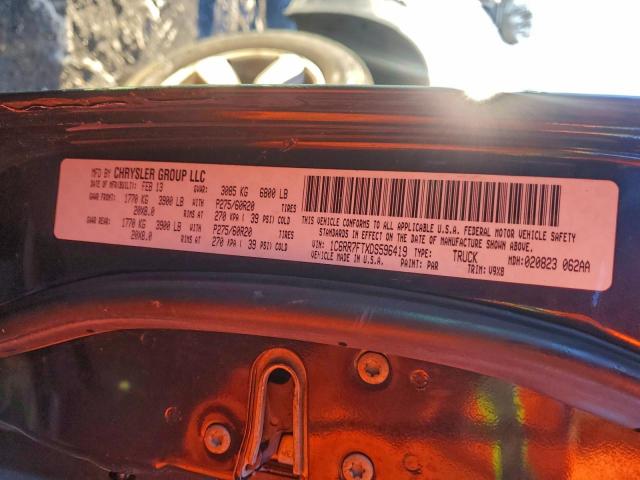 MFD BY CHRYSLER GROUP LLC
DATE OF MFR/BUILT: FEB 13 GVWR: 3085 KG 6800 LB
GAWR FRONT: 1770 KG 3900 LB WITH P275/60R20 TIRES
20X8.0 270 KPA ( 39 PSI) COLD
GAWR REAR: 1770 KG 3900 LB WITH P275/60R20 TIRES
20X8.0 270 KPA ( 39 PSI) COLD
THIS VEHICLE CONFORMS TO ALL APPLICABLE U.S.A. FEDERAL MOTOR VEHICLE SAFETY
STANDARDS IN EFFECT ON THE DATE OF MANUFACTURE SHOWN ABOVE.
VIN: 1C6RR7FTXDS596419 TYPE: TRUCK MDH: 020823 062AA
VEHICLE MADE IN U.S.A. PAINT: PAR TRIM: V9X8